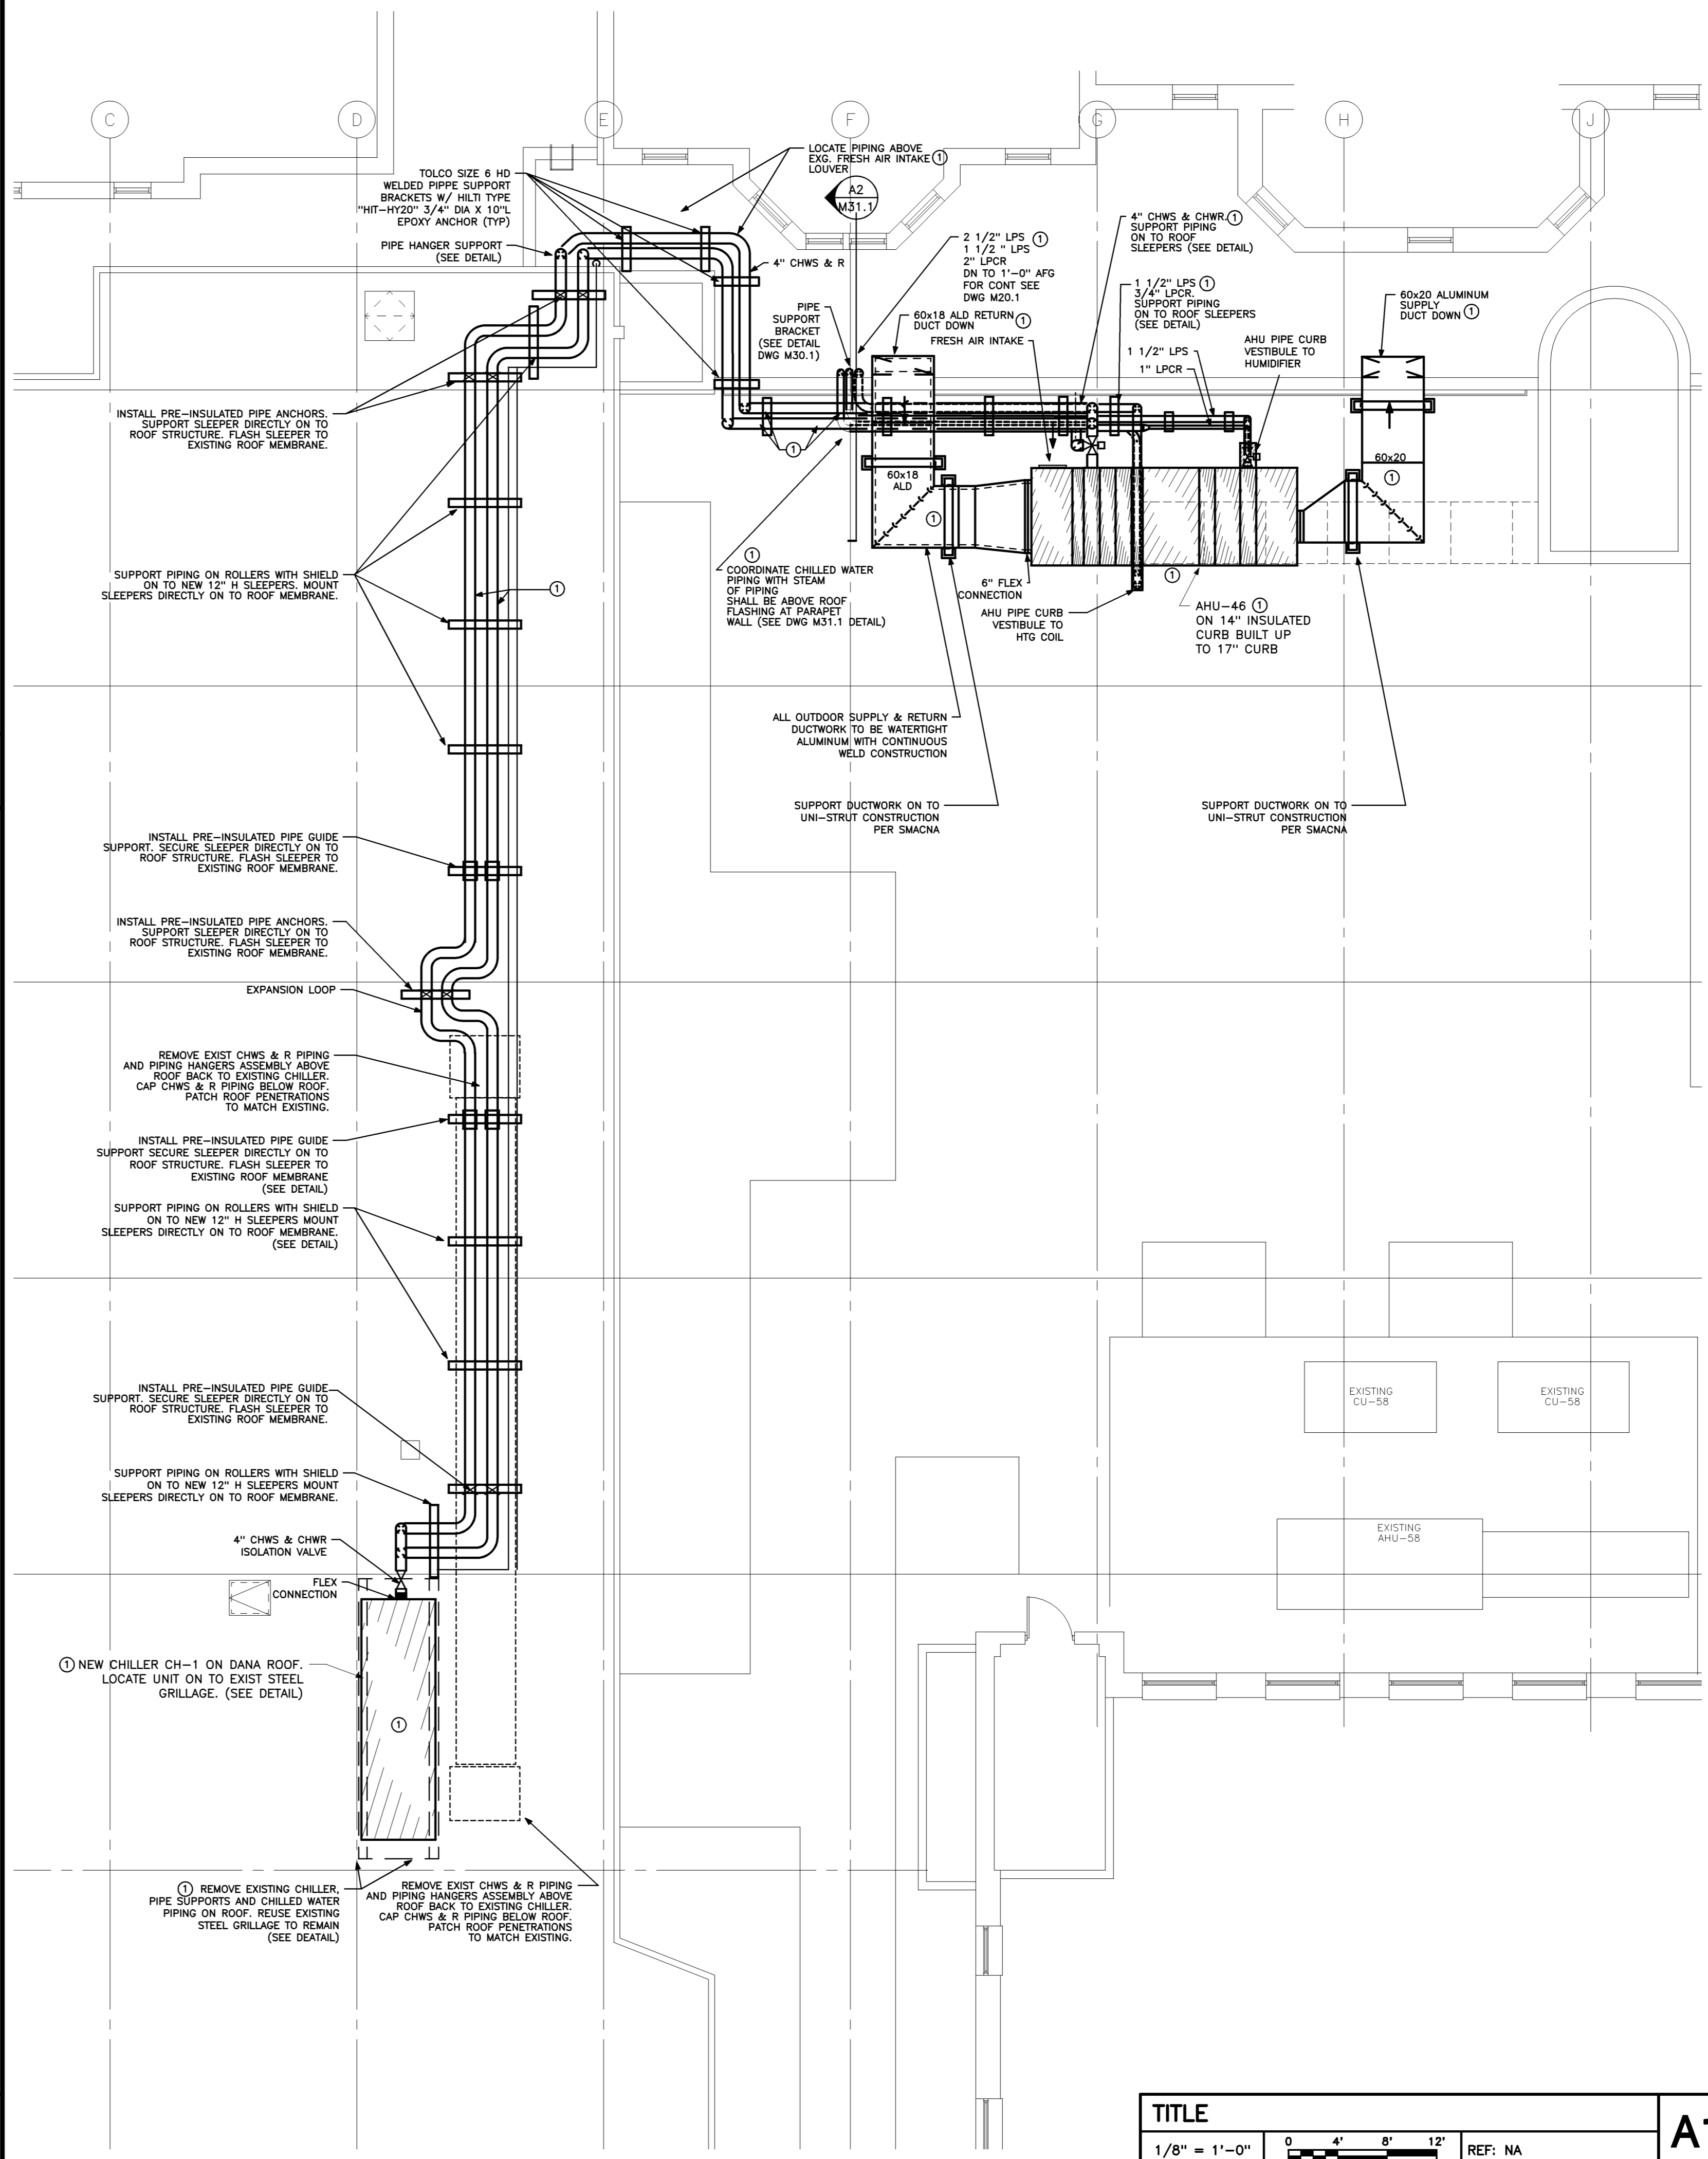 C
D
E
F
G
H
J
LOCATE PIPING ABOVE
EXG. FRESH AIR INTAKE 1
LOUVER
TOLCO SIZE 6 HD
WELDED PIPPE SUPPORT
BRACKETS W/ HILTI TYPE
"HIT-HY20" 3/4" DIA X 10"L
EPOXY ANCHOR (TYP)
A2
M31.1
PIPE HANGER SUPPORT
(SEE DETAIL)
4" CHWS & R
2 1/2" LPS 1
1 1/2 " LPS
2" LPCR
DN TO 1'-0" AFG
FOR CONT SEE
DWG M20.1
4" CHWS & CHWR. 1
SUPPORT PIPING
ON TO ROOF
SLEEPERS (SEE DETAIL)
1 1/2" LPS 1
3/4" LPCR.
SUPPORT PIPING
ON TO ROOF SLEEPERS
(SEE DETAIL)
60x20 ALUMINUM
SUPPLY
DUCT DOWN 1
PIPE
SUPPORT
BRACKET
(SEE DETAIL
DWG M30.1)
60x18 ALD RETURN
DUCT DOWN 1
FRESH AIR INTAKE
1 1/2" LPS
1" LPCR
AHU PIPE CURB
VESTIBULE TO
HUMIDIFIER
INSTALL PRE-INSULATED PIPE ANCHORS.
SUPPORT SLEEPER DIRECTLY ON TO
ROOF STRUCTURE. FLASH SLEEPER TO
EXISTING ROOF MEMBRANE.
1
60x18
ALD
60x20
1
1
1
SUPPORT PIPING ON ROLLERS WITH SHIELD
ON TO NEW 12" H SLEEPERS. MOUNT
SLEEPERS DIRECTLY ON TO ROOF MEMBRANE.
1
1
COORDINATE CHILLED WATER
PIPING WITH STEAM
OF PIPING
SHALL BE ABOVE ROOF
FLASHING AT PARAPET
WALL (SEE DWG M31.1 DETAIL)
6" FLEX
CONNECTION
AHU PIPE CURB
VESTIBULE TO
HTG COIL
AHU-46 1
ON 14" INSULATED
CURB BUILT UP
TO 17" CURB
ALL OUTDOOR SUPPLY & RETURN
DUCTWORK TO BE WATERTIGHT
ALUMINUM WITH CONTINUOUS
WELD CONSTRUCTION
SUPPORT DUCTWORK ON TO
UNI-STRUT CONSTRUCTION
PER SMACNA
SUPPORT DUCTWORK ON TO
UNI-STRUT CONSTRUCTION
PER SMACNA
INSTALL PRE-INSULATED PIPE GUIDE
SUPPORT. SECURE SLEEPER DIRECTLY ON TO
ROOF STRUCTURE. FLASH SLEEPER TO
EXISTING ROOF MEMBRANE.
INSTALL PRE-INSULATED PIPE ANCHORS.
SUPPORT SLEEPER DIRECTLY ON TO
ROOF STRUCTURE. FLASH SLEEPER TO
EXISTING ROOF MEMBRANE.
EXPANSION LOOP
REMOVE EXIST CHWS & R PIPING
AND PIPING HANGERS ASSEMBLY ABOVE
ROOF BACK TO EXISTING CHILLER.
CAP CHWS & R PIPING BELOW ROOF.
PATCH ROOF PENETRATIONS
TO MATCH EXISTING.
INSTALL PRE-INSULATED PIPE GUIDE
SUPPORT SECURE SLEEPER DIRECTLY ON TO
ROOF STRUCTURE. FLASH SLEEPER TO
EXISTING ROOF MEMBRANE
(SEE DETAIL)
SUPPORT PIPING ON ROLLERS WITH SHIELD
ON TO NEW 12" H SLEEPERS MOUNT
SLEEPERS DIRECTLY ON TO ROOF MEMBRANE.
(SEE DETAIL)
INSTALL PRE-INSULATED PIPE GUIDE
SUPPORT. SECURE SLEEPER DIRECTLY ON TO
ROOF STRUCTURE. FLASH SLEEPER TO
EXISTING ROOF MEMBRANE.
EXISTING
CU-58
EXISTING
CU-58
SUPPORT PIPING ON ROLLERS WITH SHIELD
ON TO NEW 12" H SLEEPERS MOUNT
SLEEPERS DIRECTLY ON TO ROOF MEMBRANE.
EXISTING
AHU-58
4" CHWS & CHWR
ISOLATION VALVE
FLEX
CONNECTION
1 NEW CHILLER CH-1 ON DANA ROOF.
LOCATE UNIT ON TO EXIST STEEL
GRILLAGE. (SEE DETAIL)
1
1 REMOVE EXISTING CHILLER,
PIPE SUPPORTS AND CHILLED WATER
PIPING ON ROOF. REUSE EXISTING
STEEL GRILLAGE TO REMAIN
(SEE DEATAIL)
REMOVE EXIST CHWS & R PIPING
AND PIPING HANGERS ASSEMBLY ABOVE
ROOF BACK TO EXISTING CHILLER.
CAP CHWS & R PIPING BELOW ROOF.
PATCH ROOF PENETRATIONS
TO MATCH EXISTING.
TITLE
1/8" = 1'-0"
0 4' 8' 12'
REF: NA